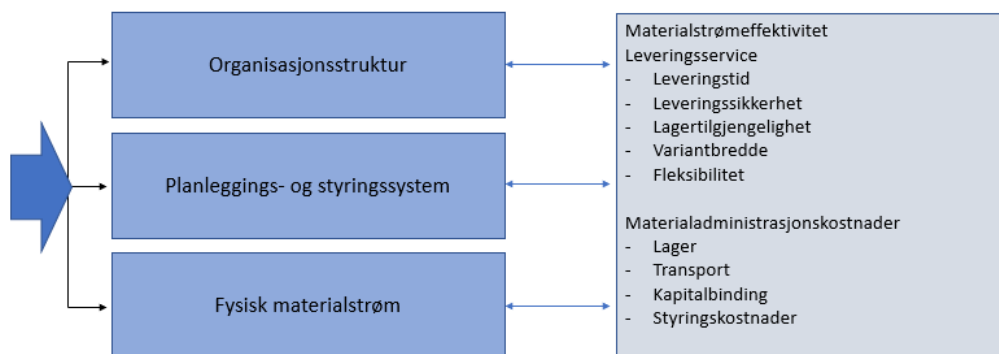 Organisasjonsstruktur
Planleggings- og styringssystem
Fysisk materialstrøm
Materialstrømeffektivitet
Leveringsservice
- Leveringstid
- Leveringssikkerhet
- Lagertilgjengelighet
- Variantbredde
- Fleksibilitet
Materialadministrasjonskostnader
- Lager
- Transport
- Kapitalbinding
- Styringskostnader